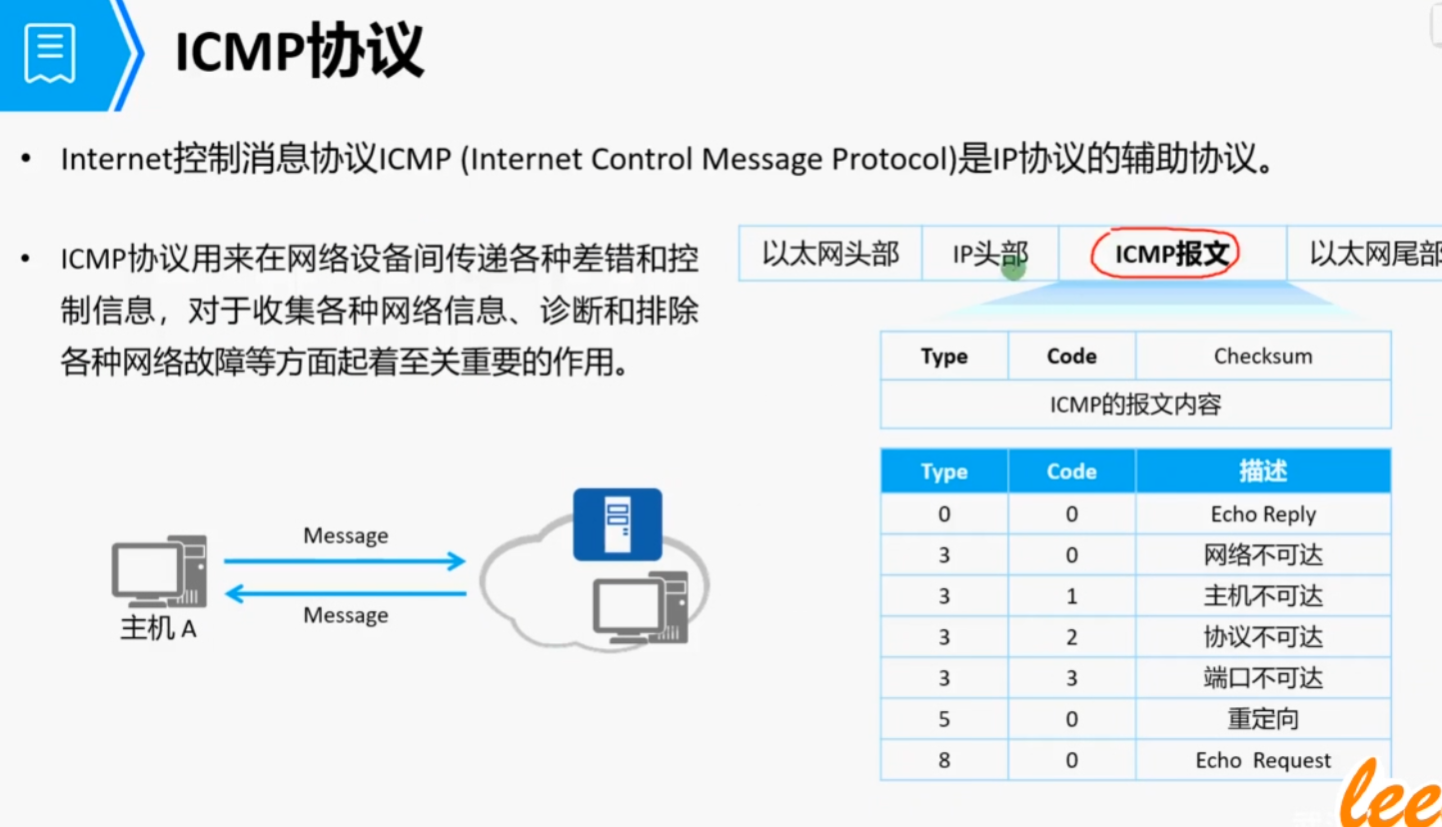 ICMP协议
• Internet控制消息协议ICMP (Internet Control Message Protocol)是IP协议的辅助协议。
• ICMP协议用来在网络设备间传递各种差错和控
制信息，对于收集各种网络信息、诊断和排除
各种网络故障等方面起着至关重要的作用。
以太网头部 IP头部 ICMP报文 以太网尾部
Type Code Checksum
ICMP的报文内容
Type Code 描述
0 0 Echo Reply
3 0 网络不可达
3 1 主机不可达
3 2 协议不可达
3 3 端口不可达
5 0 重定向
8 0 Echo Request
Message
Message
主机 A
lee